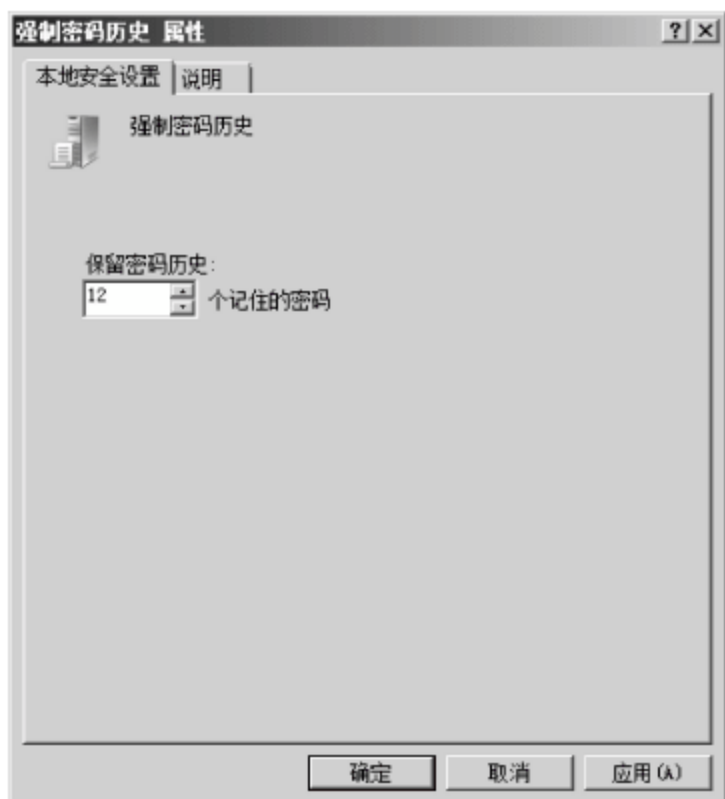 强制密码历史 属性
本地安全设置 说明
强制密码历史
保留密码历史:
12 个记住的密码
确定 取消 应用(A)